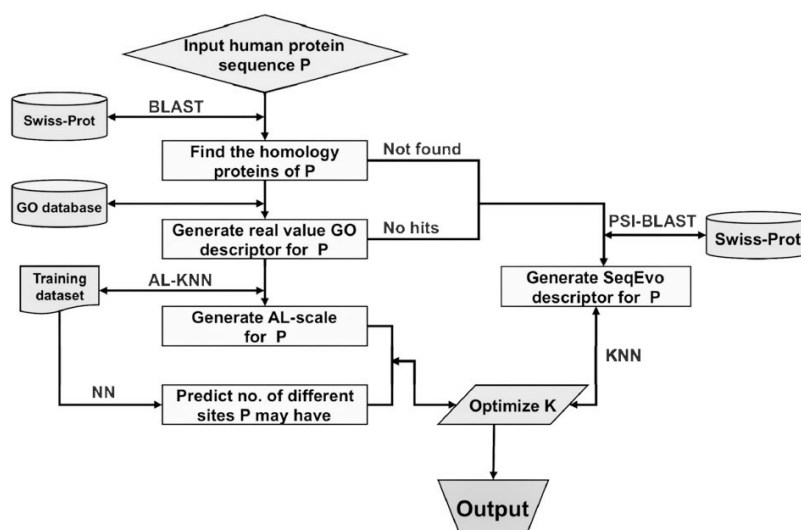 Input human protein
sequence P
BLAST
Swiss-Prot
Find the homology
proteins of P
Not found
GO database
Generate real value GO
descriptor for P
No hits
PSI-BLAST
Swiss-Prot
Training
dataset
AL-KNN
Generate SeqEvo
descriptor for P
Generate AL-scale
for P
KNN
NN
Predict no. of different
sites P may have
Optimize K
Output